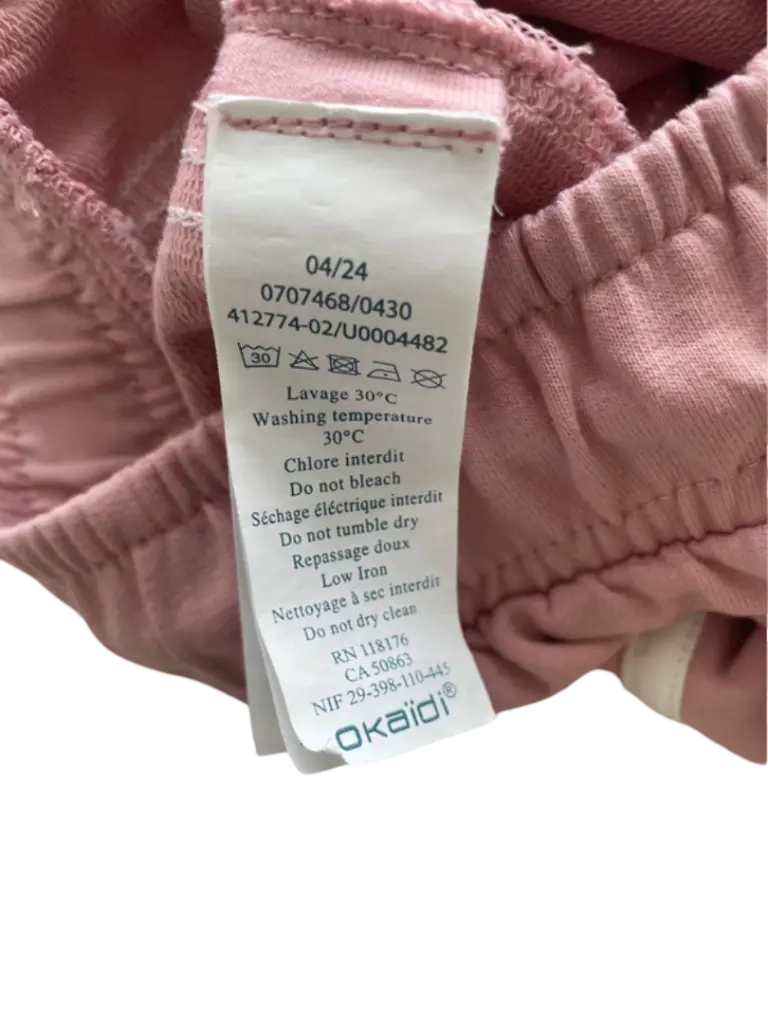 04/24
0707468/0430
412774-02/U0004482
30
Lavage 30°C
Washing temperature
30°C
Chlore interdit
Do not bleach
Séchage éléctrique interdit
Do not tumble dry
Repassage doux
Low Iron
Nettoyage à sec interdit
Do not dry clean
RN 118176
CA 50863
NIF 29-398-110-445
okaïdi®